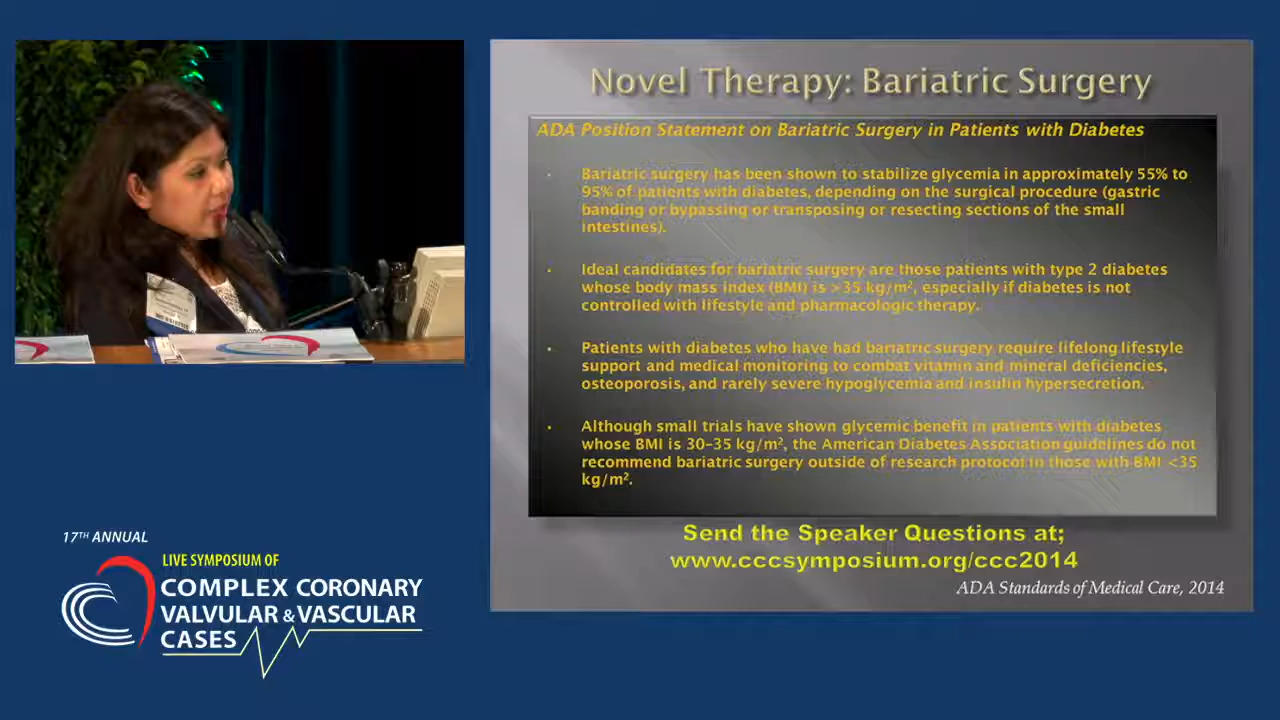 Novel Therapy: Bariatric Surgery
ADA Position Statement on Bariatric Surgery in Patients with Diabetes
• Bariatric surgery has been shown to stabilize glycemia in approximately 55% to
95% of patients with diabetes, depending on the surgical procedure (gastric
banding or bypassing or transposing or resecting sections of the small
intestines).
• Ideal candidates for bariatric surgery are those patients with type 2 diabetes
whose body mass index (BMI) is >35 kg/m², especially if diabetes is not
controlled with lifestyle and pharmacologic therapy.
• Patients with diabetes who have had bariatric surgery require lifelong lifestyle
support and medical monitoring to combat vitamin and mineral deficiencies,
osteoporosis, and rarely severe hypoglycemia and insulin hypersecretion.
• Although small trials have shown glycemic benefit in patients with diabetes
whose BMI is 30–35 kg/m², the American Diabetes Association guidelines do not
recommend bariatric surgery outside of research protocol in those with BMI <35
kg/m².
Send the Speaker Questions at;
www.cccsymposium.org/ccc2014
ADA Standards of Medical Care, 2014
17TH ANNUAL
LIVE SYMPOSIUM OF
COMPLEX CORONARY
VALVULAR & VASCULAR
CASES